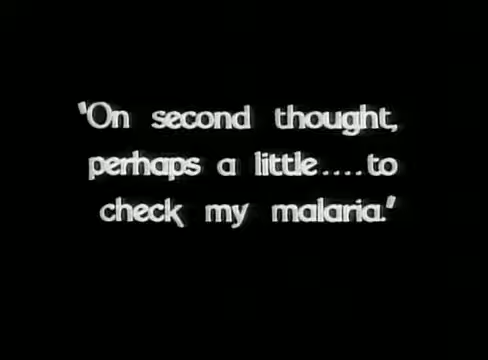 "On second thought,
perhaps a little....to
check my malaria."